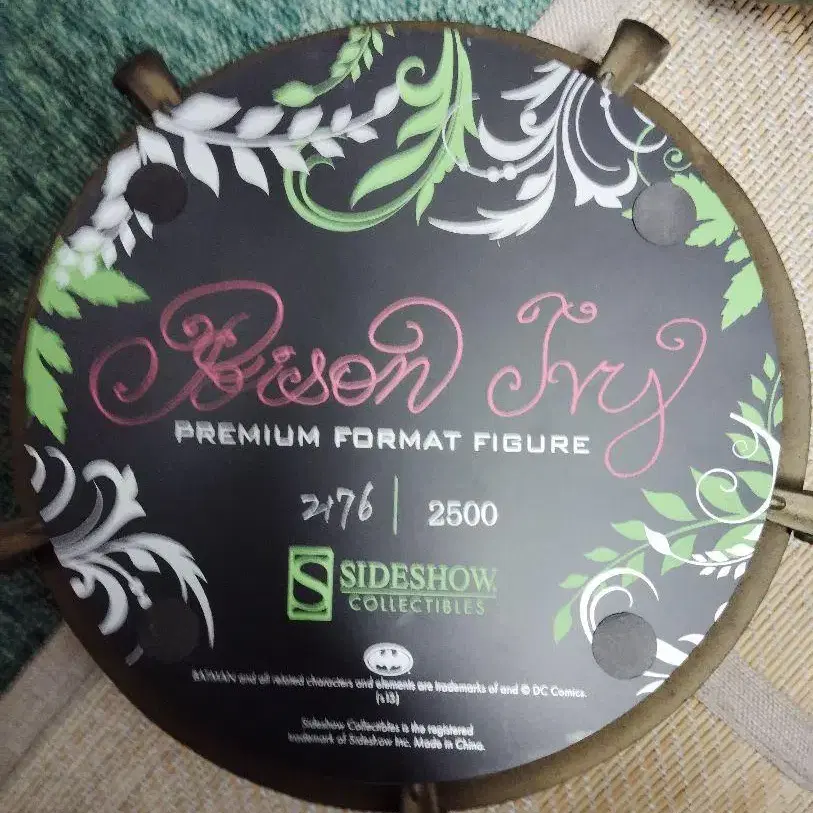 Poison Ivy
PREMIUM FORMAT FIGURE
2176 | 2500
SIDESHOW
COLLECTIBLES
BATMAN and all related characters and elements are trademarks of and © DC Comics.
(s13)
Sideshow Collectibles is the registered
trademark of Sideshow Inc. Made in China.